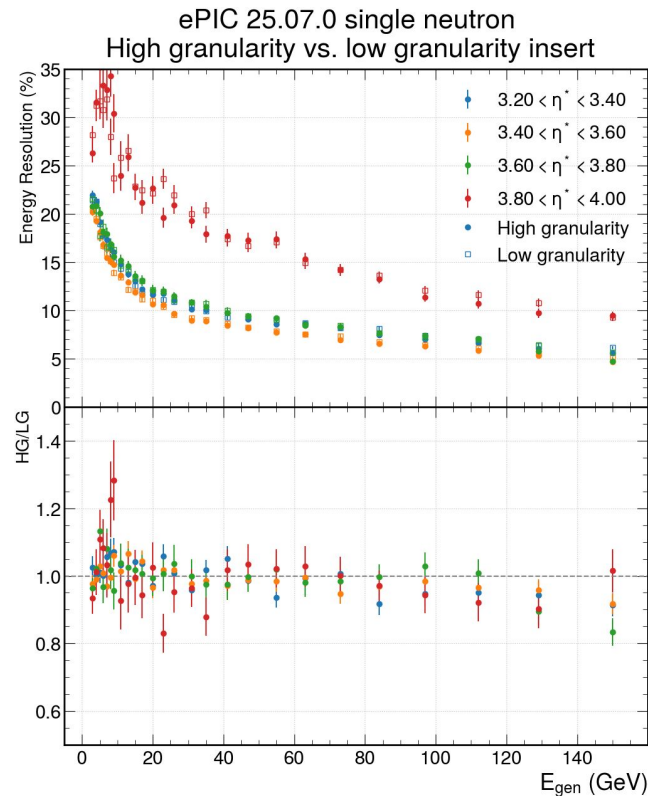 ePIC 25.07.0 single neutron
High granularity vs. low granularity insert
Energy Resolution (%)
35
30
25
20
15
10
5
0
3.20 < η* < 3.40
3.40 < η* < 3.60
3.60 < η* < 3.80
3.80 < η* < 4.00
High granularity
Low granularity
HG/LG
1.4
1.2
1.0
0.8
0.6
0 20 40 60 80 100 120 140
E_gen (GeV)